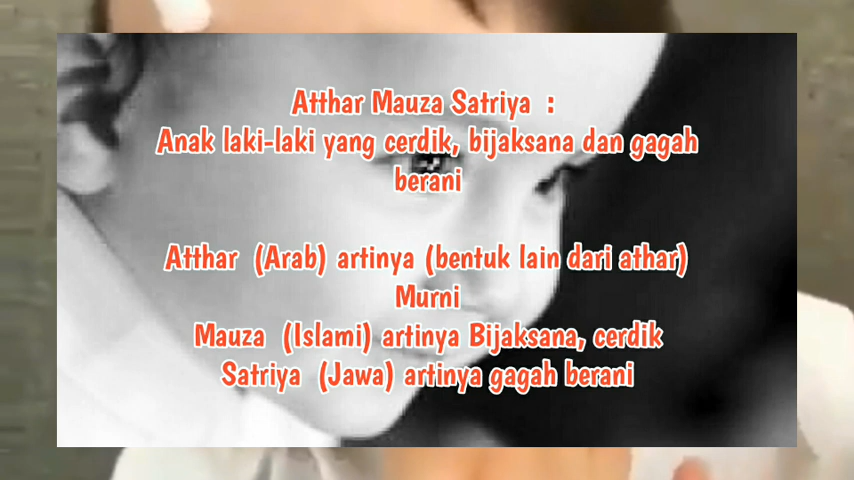 Atthar Mauza Satriya :
Anak laki-laki yang cerdik, bijaksana dan gagah
berani
Atthar (Arab) artinya (bentuk lain dari athar)
Murni
Mauza (Islami) artinya Bijaksana, cerdik
Satriya (Jawa) artinya gagah berani